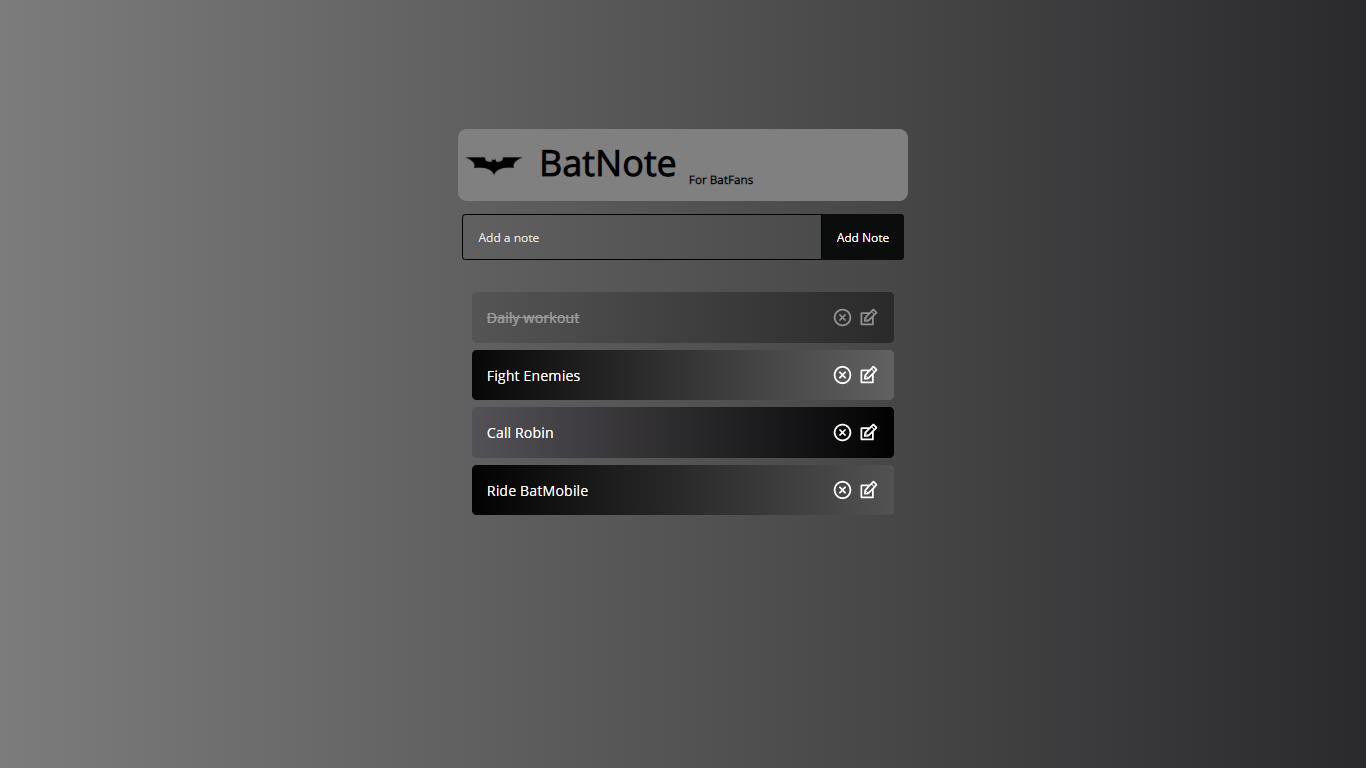 BatNote
For BatFans
Add a note
Add Note
Daily workout
Fight Enemies
Call Robin
Ride BatMobile